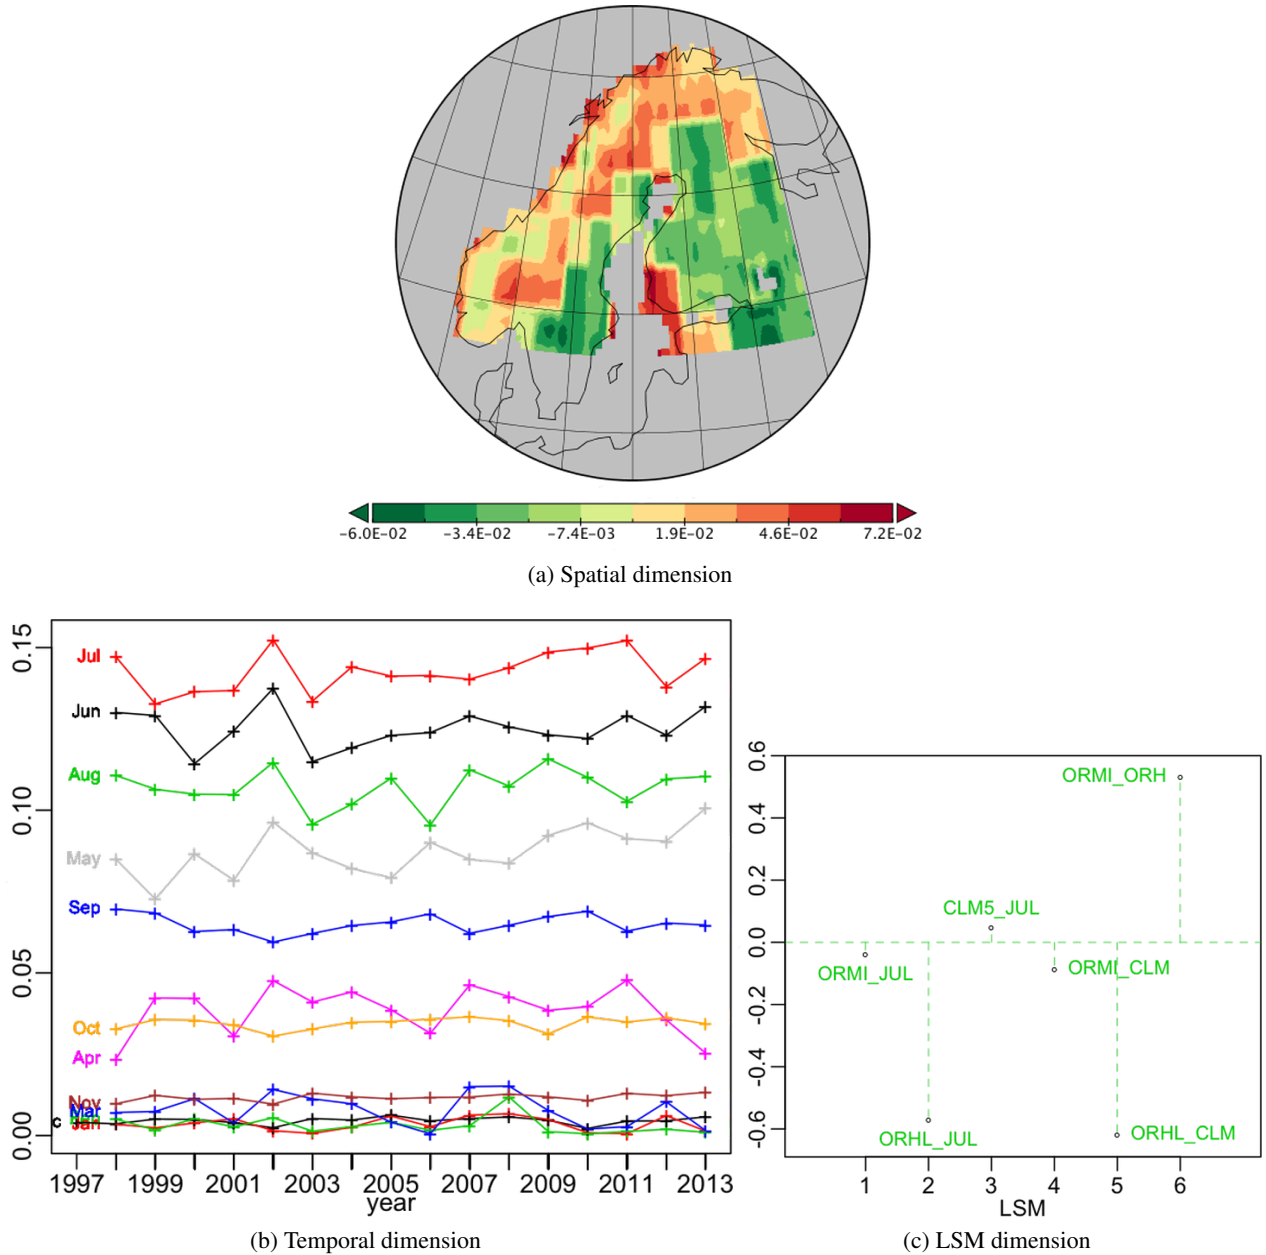 -6.0E-02 -3.4E-02 -7.4E-03 1.9E-02 4.6E-02 7.2E-02
(a) Spatial dimension
0.15
Jul
Jun
Aug
0.10
May
Sep
0.05
Oct
Apr
Nov
Mar
Jan
c
0.00
1997 1999 2001 2003 2005 2007 2009 2011 2013
year
(b) Temporal dimension
0.6
ORMI_ORH
0.4
0.2
CLM5_JUL
0.0
ORMI_JUL
ORMI_CLM
-0.2
-0.4
-0.6
ORHL_JUL
ORHL_CLM
1 2 3 4 5 6
LSM
(c) LSM dimension